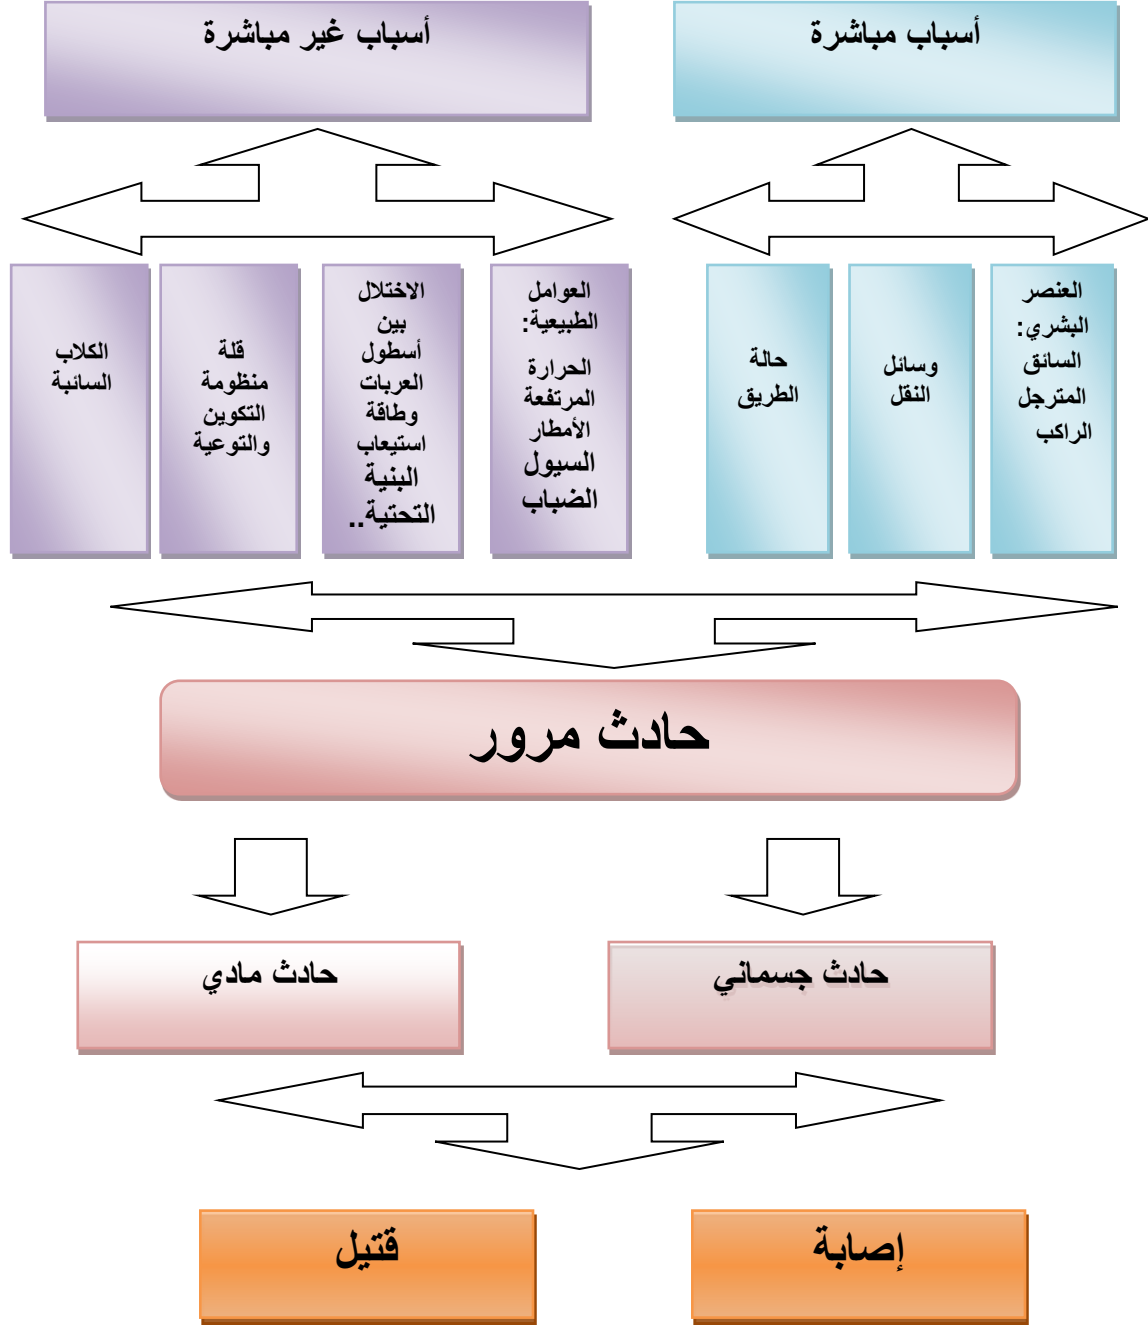 أسباب مباشرة
أسباب غير مباشرة
العنصر
البشري:
السائق
المترجل
الراكب
وسائل
النقل
حالة
الطريق
العوامل
الطبيعية:
الحرارة
المرتفعة
الأمطار
السيول
الضباب
الاختلال
بين
أسطول
العربات
وطاقة
استيعاب
البنية
التحتية..
قلة
منظومة
التكوين
والتوعية
الكلاب
السائبة
حادث مرور
حادث جسماني
حادث مادي
إصابة
قتيل